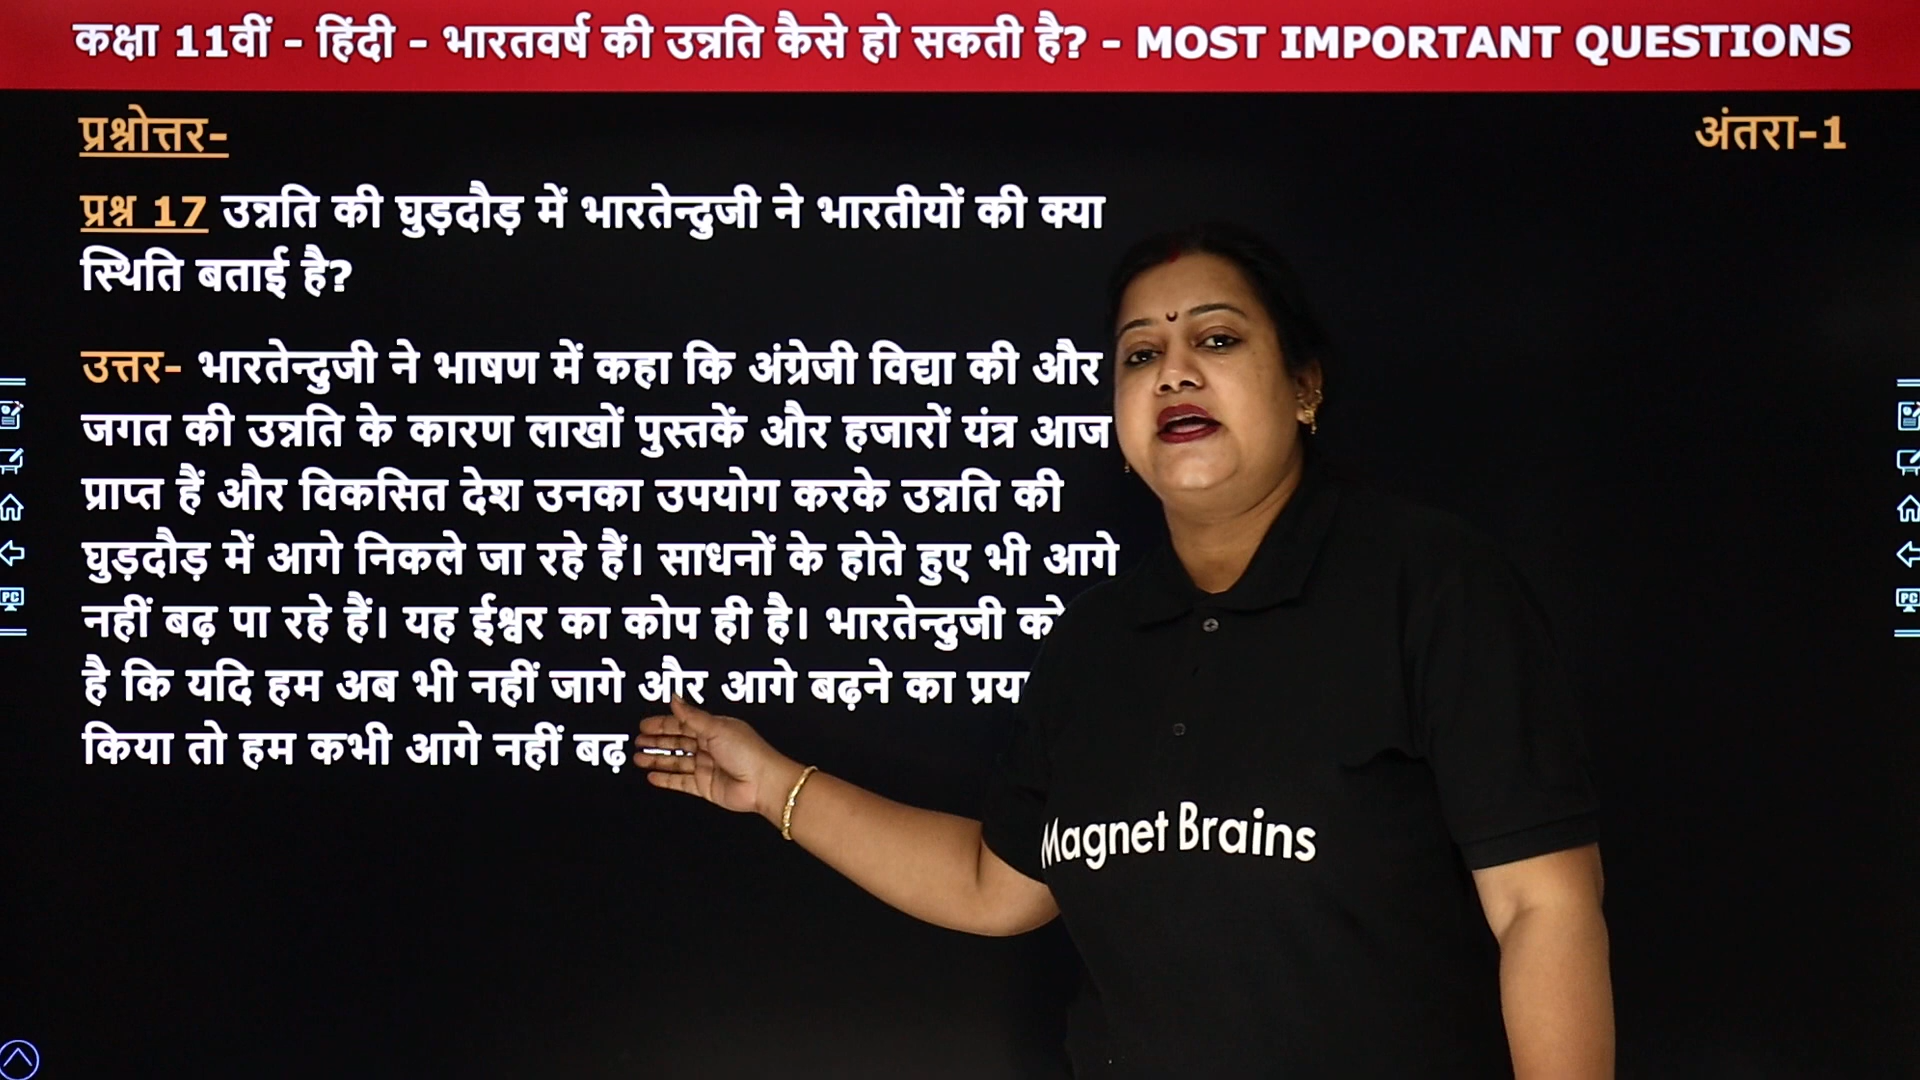 कक्षा 11वीं - हिंदी - भारतवर्ष की उन्नति कैसे हो सकती है? - MOST IMPORTANT QUESTIONS
प्रश्नोत्तर-
अंतरा-1
प्रश्न 17 उन्नति की घुड़दौड़ में भारतेन्दुजी ने भारतीयों की क्या
स्थिति बताई है?
उत्तर- भारतेन्दुजी ने भाषण में कहा कि अंग्रेजी विद्या की और
जगत की उन्नति के कारण लाखों पुस्तकें और हजारों यंत्र आज
प्राप्त हैं और विकसित देश उनका उपयोग करके उन्नति की
घुड़दौड़ में आगे निकले जा रहे हैं। साधनों के होते हुए भी आगे
नहीं बढ़ पा रहे हैं। यह ईश्वर का कोप ही है। भारतेन्दुजी को
है कि यदि हम अब भी नहीं जागे और आगे बढ़ने का
किया तो हम कभी आगे नहीं बढ़
Magnet Brains
PC
PC